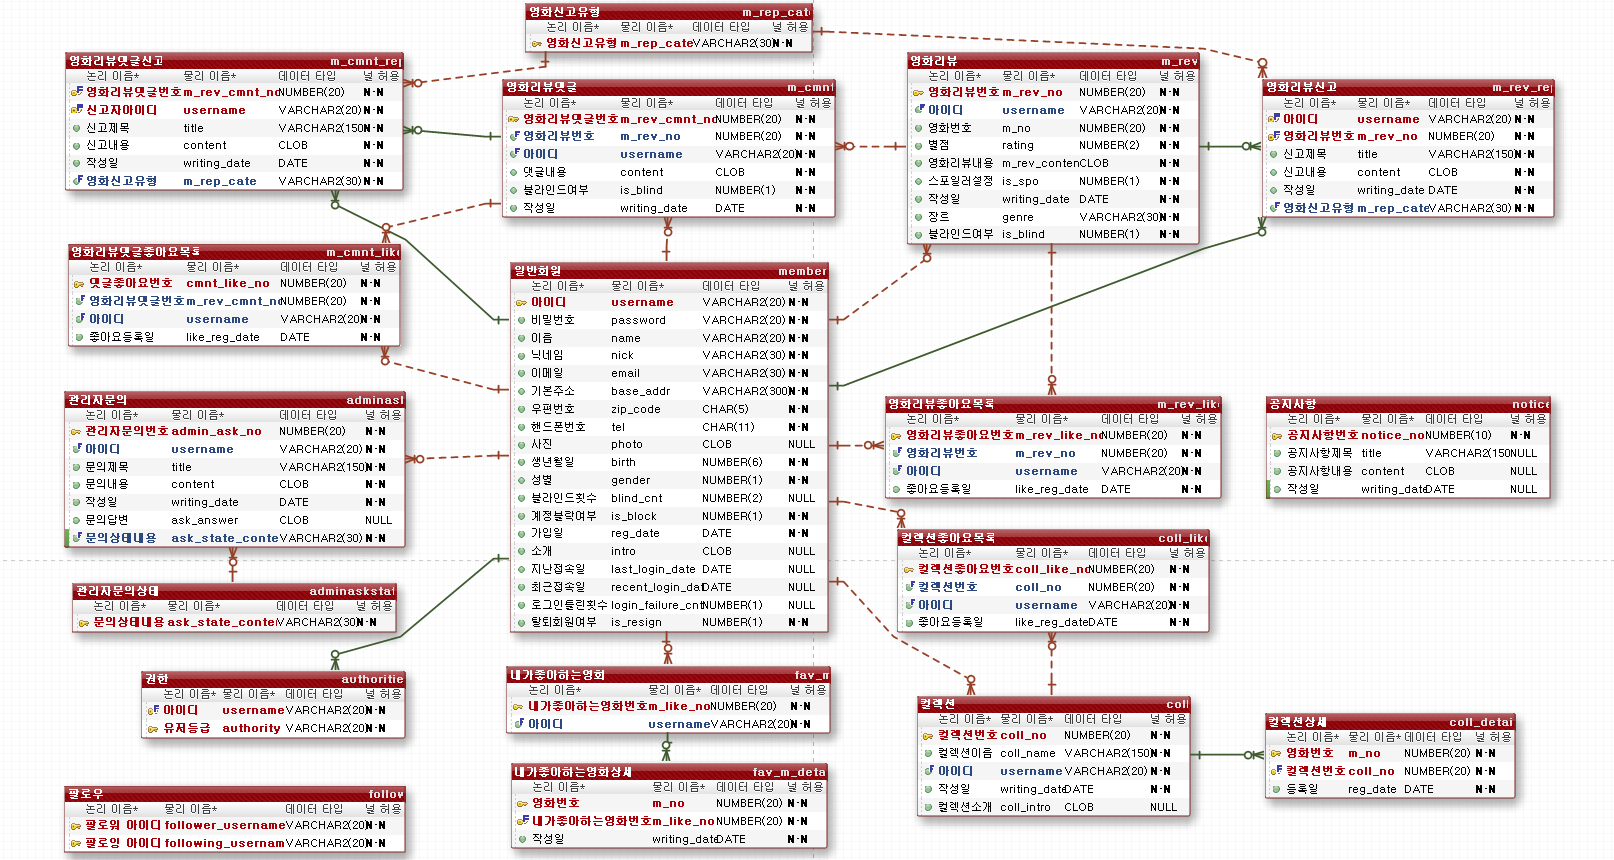 영화신고유형 m_rep_cate
논리 이름* 물리 이름* 데이터 타입 널 허용
영화신고유형 m_rep_cate VARCHAR2(30) N-N
영화리뷰댓글신고 m_cmnt_rep
논리 이름* 물리 이름* 데이터 타입 널 허용
영화리뷰댓글번호 m_rev_cmnt_no NUMBER(20) N-N
신고자아이디 username VARCHAR2(20) N-N
신고제목 title VARCHAR2(150 N-N
신고내용 content CLOB N-N
작성일 writing_date DATE N-N
영화신고유형 m_rep_cate VARCHAR2(30) N-N
영화리뷰댓글 m_cmnt
논리 이름* 물리 이름* 데이터 타입 널 허용
영화리뷰댓글번호 m_rev_cmnt_no NUMBER(20) N-N
영화리뷰번호 m_rev_no NUMBER(20) N-N
아이디 username VARCHAR2(20) N-N
댓글내용 content CLOB N-N
블라인드여부 is_blind NUMBER(1) N-N
작성일 writing_date DATE N-N
영화리뷰 m_rev
논리 이름* 물리 이름* 데이터 타입 널 허용
영화리뷰번호 m_rev_no NUMBER(20) N-N
아이디 username VARCHAR2(20) N-N
영화번호 m_no NUMBER(20) N-N
별점 rating NUMBER(2) N-N
영화리뷰내용 m_rev_conten CLOB N-N
스포일러설정 is_spo NUMBER(1) N-N
작성일 writing_date DATE N-N
장르 genre VARCHAR2(30) N-N
블라인드여부 is_blind NUMBER(1) N-N
영화리뷰신고 m_rev_rep
논리 이름* 물리 이름* 데이터 타입 널 허용
아이디 username VARCHAR2(20) N-N
영화리뷰번호 m_rev_no NUMBER(20) N-N
신고제목 title VARCHAR2(150) N-N
신고내용 content CLOB N-N
작성일 writing_date DATE N-N
영화신고유형 m_rep_cate VARCHAR2(30) N-N
영화리뷰댓글좋아요목록 m_cmnt_like
논리 이름* 물리 이름* 데이터 타입 널 허용
댓글좋아요번호 cmnt_like_no NUMBER(20) N-N
영화리뷰댓글번호 m_rev_cmnt_no NUMBER(20) N-N
아이디 username VARCHAR2(20) N-N
좋아요등록일 like_reg_date DATE N-N
일반회원 member
논리 이름* 물리 이름* 데이터 타입 널 허용
아이디 username VARCHAR2(20) N-N
비밀번호 password VARCHAR2(20) N-N
이름 name VARCHAR2(20) N-N
닉네임 nick VARCHAR2(30) N-N
이메일 email VARCHAR2(30) N-N
기본주소 base_addr VARCHAR2(300 N-N
우편번호 zip_code CHAR(5) N-N
핸드폰번호 tel CHAR(11) N-N
사진 photo CLOB NULL
생년월일 birth NUMBER(6) N-N
성별 gender NUMBER(1) N-N
블라인드횟수 blind_cnt NUMBER(2) NULL
계정블락여부 is_block NUMBER(1) N-N
가입일 reg_date DATE N-N
소개 intro CLOB NULL
지난접속일 last_login_date DATE NULL
최근접속일 recent_login_dat DATE NULL
로그인틀린횟수 login_failure_cnt NUMBER(1) NULL
탈퇴회원여부 is_resign NUMBER(1) N-N
관리자문의 adminask
논리 이름* 물리 이름* 데이터 타입 널 허용
관리자문의번호 admin_ask_no NUMBER(20) N-N
아이디 username VARCHAR2(20) N-N
문의제목 title VARCHAR2(150 N-N
문의내용 content CLOB N-N
작성일 writing_date DATE N-N
문의답변 ask_answer CLOB NULL
문의상태내용 ask_state_conte VARCHAR2(30) N-N
영화리뷰좋아요목록 m_rev_like
논리 이름* 물리 이름* 데이터 타입 널 허용
영화리뷰좋아요번호 m_rev_like_no NUMBER(20) N-N
영화리뷰번호 m_rev_no NUMBER(20) N-N
아이디 username VARCHAR2(20) N-N
좋아요등록일 like_reg_date DATE N-N
공지사항 notice
논리 이름* 물리 이름* 데이터 타입 널 허용
공지사항번호 notice_no NUMBER(10) N-N
공지사항제목 title VARCHAR2(150 NULL
공지사항내용 content CLOB NULL
작성일 writing_date DATE NULL
컬렉션좋아요목록 coll_like
논리 이름* 물리 이름* 데이터 타입 널 허용
컬렉션좋아요번호 coll_like_no NUMBER(20) N-N
컬렉션번호 coll_no NUMBER(20) N-N
아이디 username VARCHAR2(20) N-N
좋아요등록일 like_reg_date DATE N-N
관리자문의상태 adminaskstat
논리 이름* 물리 이름* 데이터 타입 널 허용
문의상태내용 ask_state_conte VARCHAR2(30) N-N
권한 authoritie
논리 이름* 물리 이름* 데이터 타입 널 허용
아이디 username VARCHAR2(20) N-N
유저등급 authority VARCHAR2(20) N-N
내가좋아하는영화 fav_m
논리 이름* 물리 이름* 데이터 타입 널 허용
내가좋아하는영화번호 m_like_no NUMBER(20) N-N
아이디 username VARCHAR2(20) N-N
컬렉션 coll
논리 이름* 물리 이름* 데이터 타입 널 허용
컬렉션번호 coll_no NUMBER(20) N-N
컬렉션이름 coll_name VARCHAR2(150 N-N
아이디 username VARCHAR2(20) N-N
작성일 writing_date DATE N-N
컬렉션소개 coll_intro CLOB NULL
컬렉션상세 coll_detai
논리 이름* 물리 이름* 데이터 타입 널 허용
영화번호 m_no NUMBER(20) N-N
컬렉션번호 coll_no NUMBER(20) N-N
등록일 reg_date DATE N-N
내가좋아하는영화상세 fav_m_deta
논리 이름* 물리 이름* 데이터 타입 널 허용
영화번호 m_no NUMBER(20) N-N
내가좋아하는영화번호 m_like_no NUMBER(20) N-N
작성일 writing_date DATE N-N
팔로우 follow
논리 이름* 물리 이름* 데이터 타입 널 허용
팔로워 아이디 follower_username VARCHAR2(20) N-N
팔로잉 아이디 following_usernam VARCHAR2(20) N-N